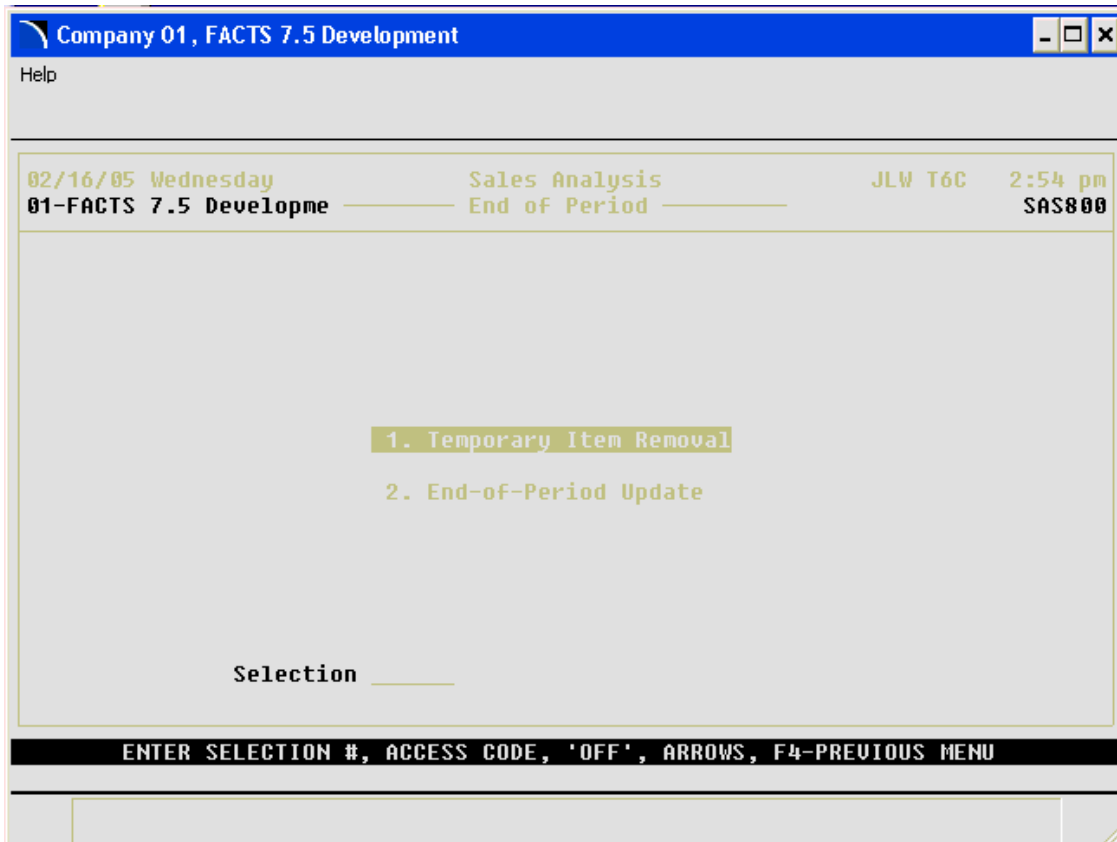 Company 01, FACTS 7.5 Development
Help
02/16/05 Wednesday Sales Analysis JLW T6C 2:54 pm
01-FACTS 7.5 Developme End of Period SAS800
1. Temporary Item Removal
2. End-of-Period Update
Selection ______
ENTER SELECTION #, ACCESS CODE, 'OFF', ARROWS, F4-PREVIOUS MENU